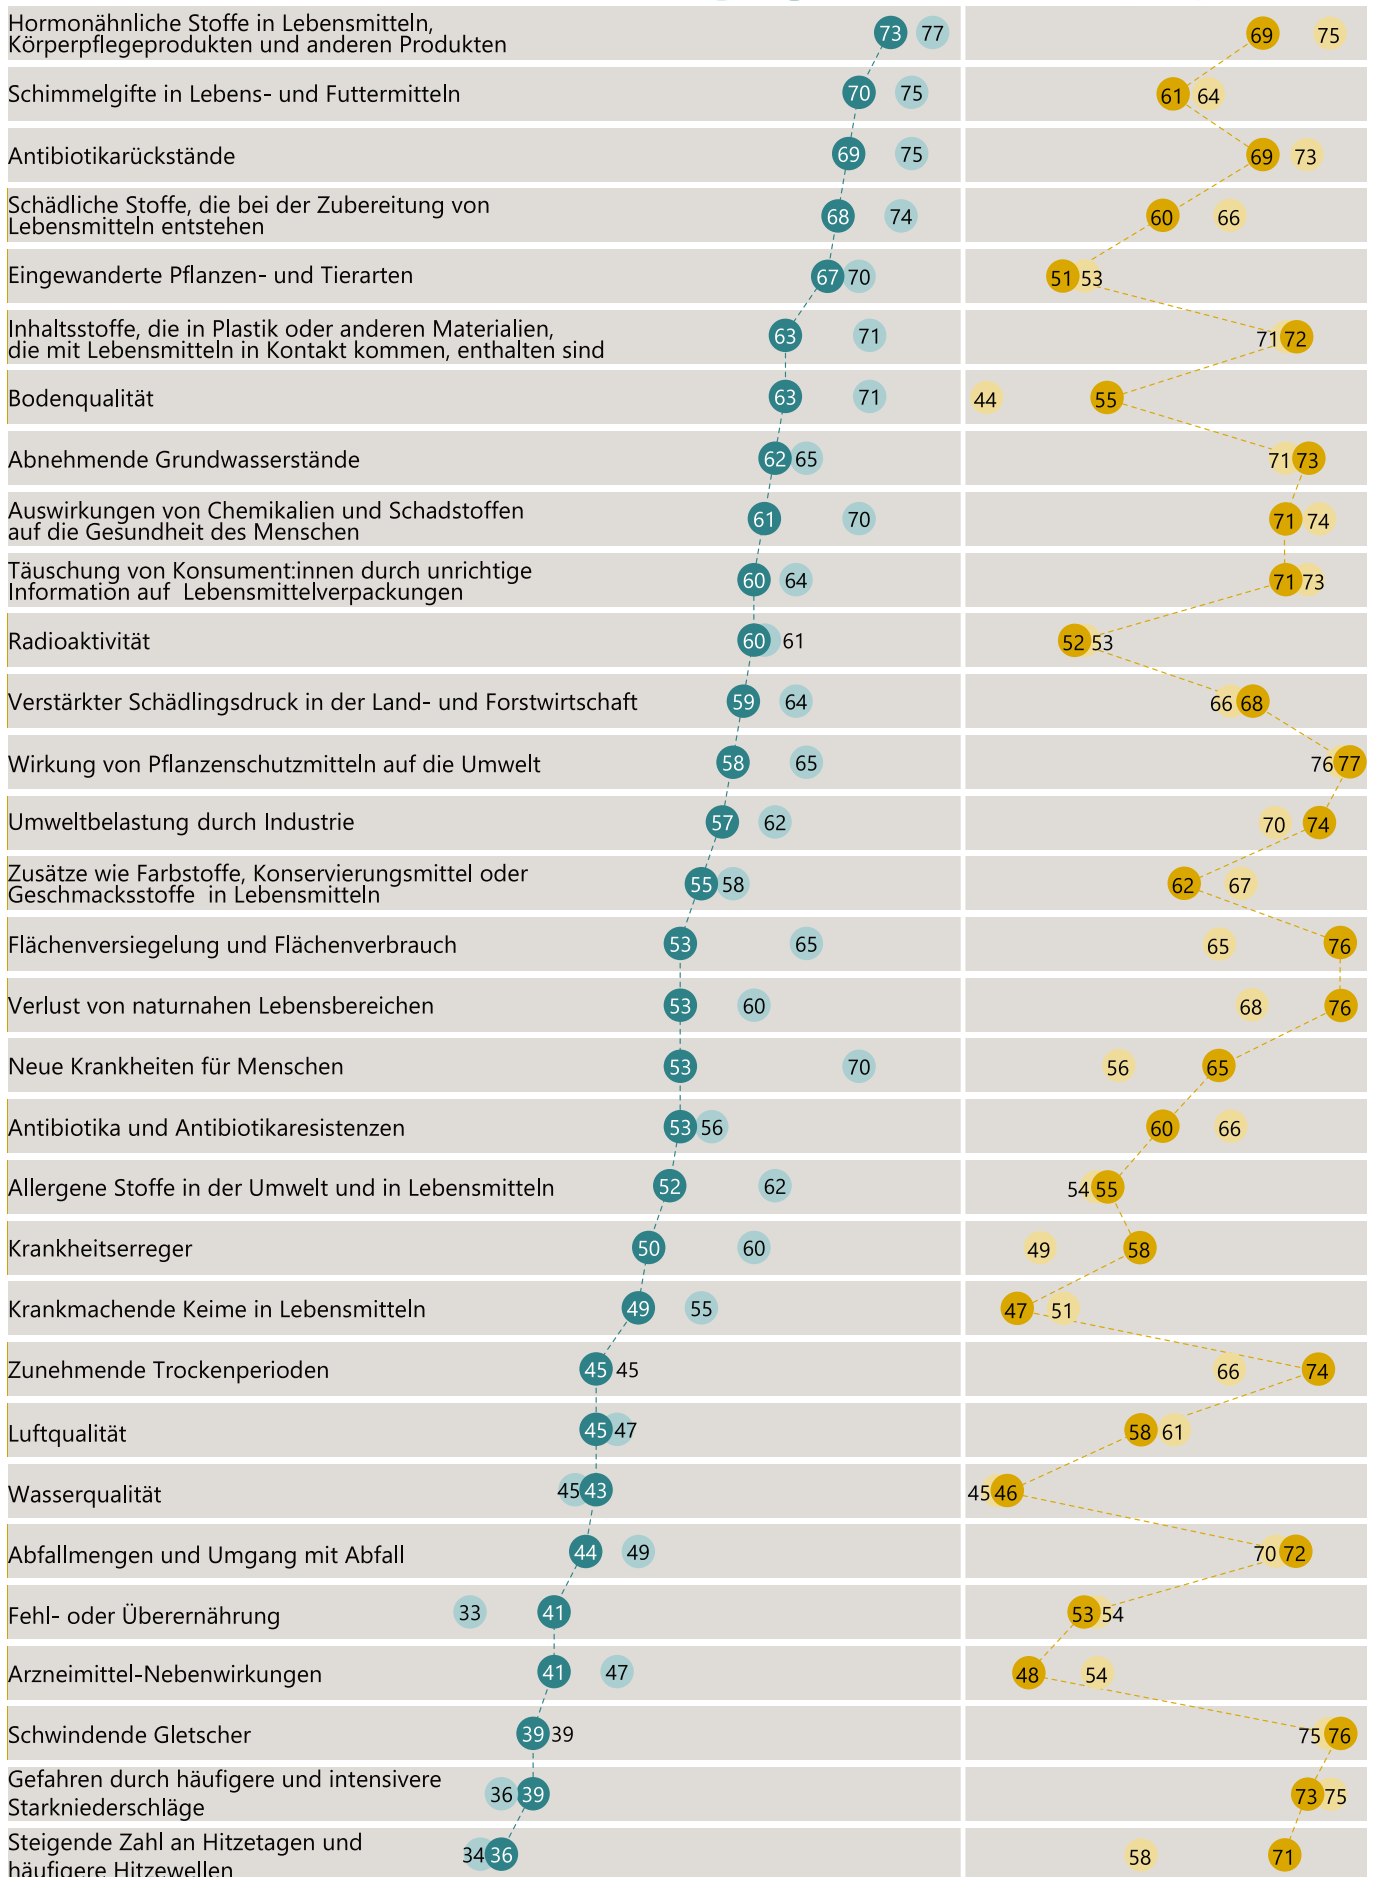 Hormonähnliche Stoffe in Lebensmitteln,
Körperpflegeprodukten und anderen Produkten
73 77 69 75
Schimmelgifte in Lebens- und Futtermitteln 70 75 61 64
Antibiotikarückstände 69 75 69 73
Schädliche Stoffe, die bei der Zubereitung von
Lebensmitteln entstehen
68 74 60 66
Eingewanderte Pflanzen- und Tierarten 67 70 51 53
Inhaltsstoffe, die in Plastik oder anderen Materialien,
die mit Lebensmitteln in Kontakt kommen, enthalten sind
63 71 71 72
Bodenqualität 63 71 44 55
Abnehmende Grundwasserstände 62 65 71 73
Auswirkungen von Chemikalien und Schadstoffen
auf die Gesundheit des Menschen
61 70 71 74
Täuschung von Konsument:innen durch unrichtige
Information auf Lebensmittelverpackungen
60 64 71 73
Radioaktivität 60 61 52 53
Verstärkter Schädlingsdruck in der Land- und Forstwirtschaft 59 64 66 68
Wirkung von Pflanzenschutzmitteln auf die Umwelt 58 65 76 77
Umweltbelastung durch Industrie 57 62 70 74
Zusätze wie Farbstoffe, Konservierungsmittel oder
Geschmacksstoffe in Lebensmitteln
55 58 62 67
Flächenversiegelung und Flächenverbrauch 53 65 65 76
Verlust von naturnahen Lebensbereichen 53 60 68 76
Neue Krankheiten für Menschen 53 70 56 65
Antibiotika und Antibiotikaresistenzen 53 56 60 66
Allergene Stoffe in der Umwelt und in Lebensmitteln 52 62 54 55
Krankheitserreger 50 60 49 58
Krankmachende Keime in Lebensmitteln 49 55 47 51
Zunehmende Trockenperioden 45 45 66 74
Luftqualität 45 47 58 61
Wasserqualität 45 43 45 46
Abfallmengen und Umgang mit Abfall 44 49 70 72
Fehl- oder Überernährung 33 41 53 54
Arzneimittel-Nebenwirkungen 41 47 48 54
Schwindende Gletscher 39 39 75 76
Gefahren durch häufigere und intensivere
Starkniederschläge
36 39 73 75
Steigende Zahl an Hitzetagen und
häufigere Hitzewellen
34 36 58 71